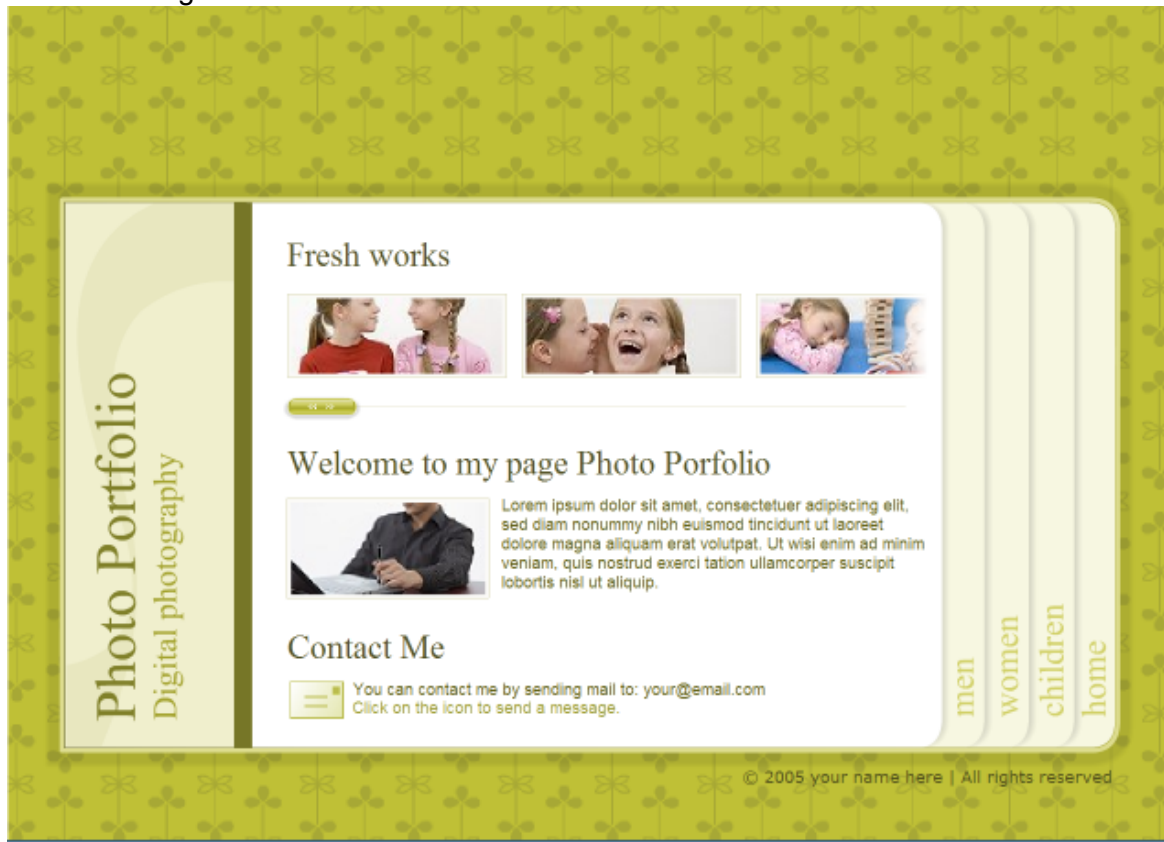 Photo Portfolio
Digital photography
Fresh works
Welcome to my page Photo Porfolio
Lorem ipsum dolor sit amet, consectetuer adipiscing elit,
sed diam nonummy nibh euismod tincidunt ut laoreet
dolore magna aliquam erat volutpat. Ut wisi enim ad minim
veniam, quis nostrud exerci tation ullamcorper suscipit
lobortis nisl ut aliquip.
Contact Me
You can contact me by sending mail to: your@email.com
Click on the icon to send a message.
men
women
children
home
© 2005 your name here | All rights reserved